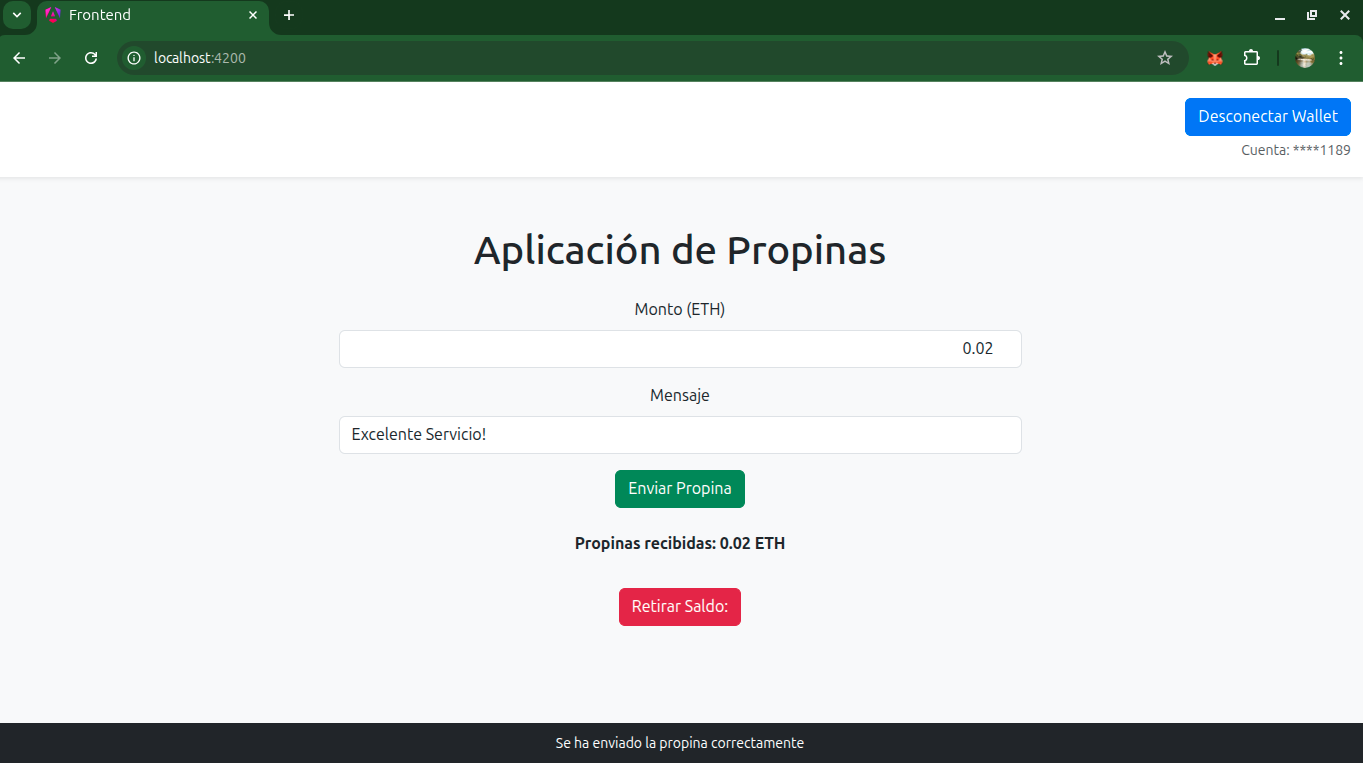 Frontend
localhost:4200
Desconectar Wallet
Cuenta: ****1189
Aplicación de Propinas
Monto (ETH)
0.02
Mensaje
Excelente Servicio!
Enviar Propina
Propinas recibidas: 0.02 ETH
Retirar Saldo:
Se ha enviado la propina correctamente